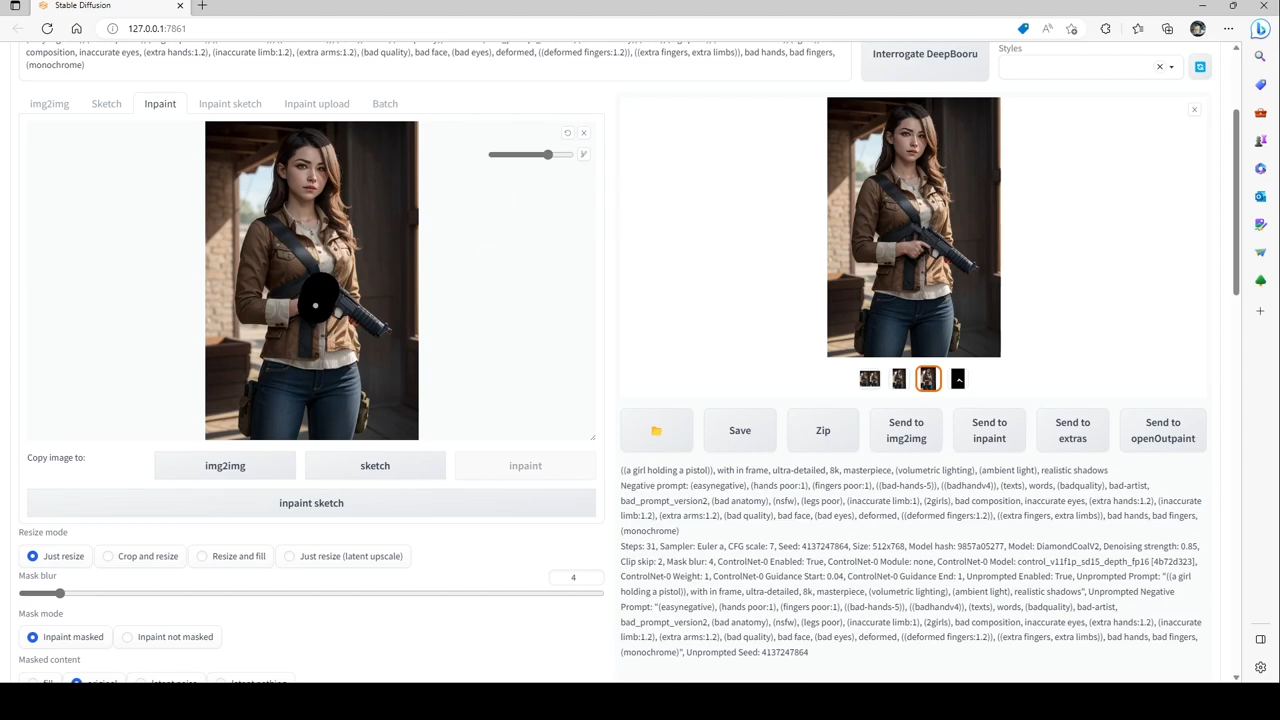 Stable Diffusion
127.0.0.1:7861
composition, inaccurate eyes, (extra hands:1.2), (inaccurate limb:1.2), (extra arms:1.2), (bad quality), bad face, (bad eyes), deformed, ((deformed fingers:1.2)), ((extra fingers, extra limbs)), bad hands, bad fingers,
(monochrome)
Interrogate DeepBooru
Styles
img2img Sketch Inpaint Inpaint sketch Inpaint upload Batch
Copy image to:
img2img sketch inpaint
inpaint sketch
Resize mode
Just resize Crop and resize Resize and fill Just resize (latent upscale)
Mask blur
4
Mask mode
Inpaint masked Inpaint not masked
Masked content
Save Zip Send to img2img Send to inpaint Send to extras Send to openOutpaint
((a girl holding a pistol)), with in frame, ultra-detailed, 8k, masterpiece, (volumetric lighting), (ambient light), realistic shadows
Negative prompt: (easynegative), (hands poor:1), (fingers poor:1), ((bad-hands-5)), ((badhandv4)), (texts), words, (badquality), bad-artist,
bad_prompt_version2, (bad anatomy), (nsfw), (legs poor), (inaccurate limb:1), (2girls), bad composition, inaccurate eyes, (extra hands:1.2), (inaccurate
limb:1.2), (extra arms:1.2), (bad quality), bad face, (bad eyes), deformed, ((deformed fingers:1.2)), ((extra fingers, extra limbs)), bad hands, bad fingers,
(monochrome)
Steps: 31, Sampler: Euler a, CFG scale: 7, Seed: 4137247864, Size: 512x768, Model hash: 9857a05277, Model: DiamondCoalV2, Denoising strength: 0.85,
Clip skip: 2, Mask blur: 4, ControlNet-0 Enabled: True, ControlNet-0 Module: none, ControlNet-0 Model: control_v11f1p_sd15_depth_fp16 [4b72d323],
ControlNet-0 Weight: 1, ControlNet-0 Guidance Start: 0.04, ControlNet-0 Guidance End: 1, Unprompted Enabled: True, Unprompted Prompt: "((a girl
holding a pistol)), with in frame, ultra-detailed, 8k, masterpiece, (volumetric lighting), (ambient light), realistic shadows", Unprompted Negative
Prompt: "(easynegative), (hands poor:1), (fingers poor:1), ((bad-hands-5)), ((badhandv4)), (texts), words, (badquality), bad-artist,
bad_prompt_version2, (bad anatomy), (nsfw), (legs poor), (inaccurate limb:1), (2girls), bad composition, inaccurate eyes, (extra hands:1.2), (inaccurate
limb:1.2), (extra arms:1.2), (bad quality), bad face, (bad eyes), deformed, ((deformed fingers:1.2)), ((extra fingers, extra limbs)), bad hands, bad fingers,
(monochrome)", Unprompted Seed: 4137247864